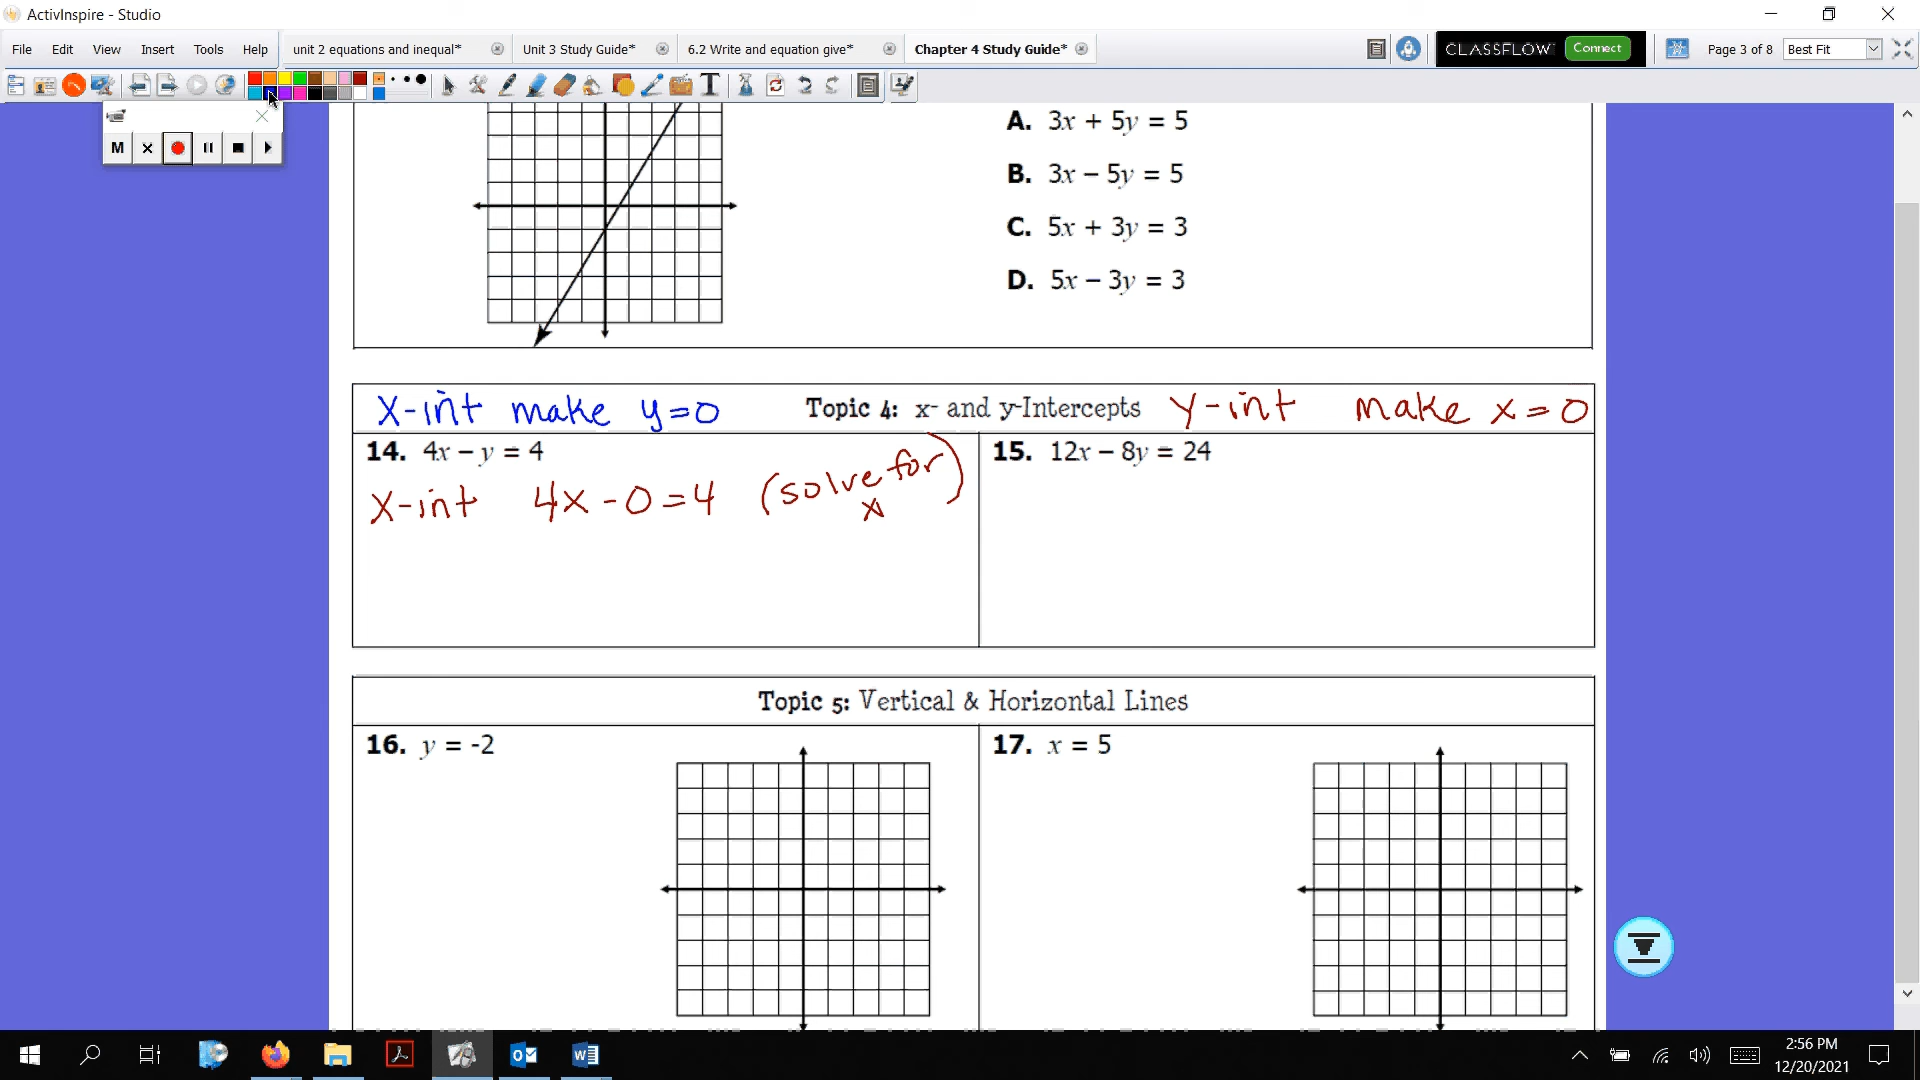 ActivInspire - Studio
File Edit View Insert Tools Help
unit 2 equations and inequal* Unit 3 Study Guide* 6.2 Write and equation give* Chapter 4 Study Guide*
CLASSFLOW Connect
Page 3 of 8 Best Fit
M
A. 3x + 5y = 5
B. 3x – 5y = 5
C. 5x + 3y = 3
D. 5x – 3y = 3
x-int make y=0 Topic 4: x- and y-Intercepts y-int make x=0
14. 4x – y = 4
x-int 4x-0=4 (solve for x)
15. 12x – 8y = 24
Topic 5: Vertical & Horizontal Lines
16. y = -2
17. x = 5
2:56 PM
12/20/2021